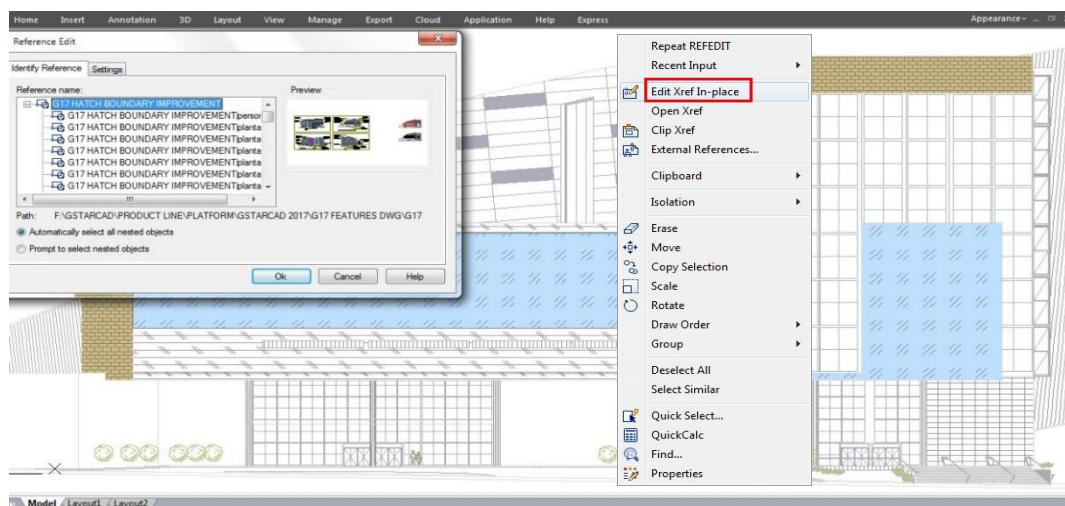 Home Insert Annotation 3D Layout View Manage Export Cloud Application Help Express Appearance
Reference Edit
Identify Reference Settings
Reference name:
G17 HATCH BOUNDARY IMPROVEMENT
G17 HATCH BOUNDARY IMPROVEMENT|person
G17 HATCH BOUNDARY IMPROVEMENT|planta
G17 HATCH BOUNDARY IMPROVEMENT|planta
G17 HATCH BOUNDARY IMPROVEMENT|planta
G17 HATCH BOUNDARY IMPROVEMENT|planta
G17 HATCH BOUNDARY IMPROVEMENT|planta
G17 HATCH BOUNDARY IMPROVEMENT|planta
Preview
Path: F:\GSTARCAD\PRODUCT LINE\PLATFORM\GSTARCAD 2017\G17 FEATURES DWG\G17
Automatically select all nested objects
Prompt to select nested objects
Ok Cancel Help
Repeat REFEDIT
Recent Input
Edit Xref In-place
Open Xref
Clip Xref
External References...
Clipboard
Isolation
Erase
Move
Copy Selection
Scale
Rotate
Draw Order
Group
Deselect All
Select Similar
Quick Select...
QuickCalc
Find...
Properties
Model Layout1 Layout2